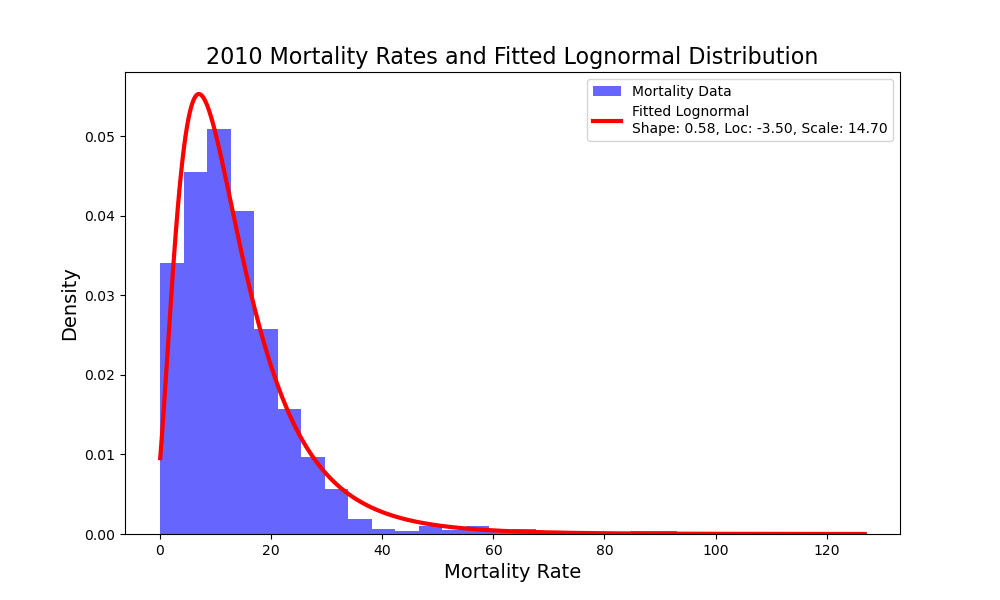 2010 Mortality Rates and Fitted Lognormal Distribution
Mortality Data
Fitted Lognormal
Shape: 0.58, Loc: -3.50, Scale: 14.70
Density
0.05
0.04
0.03
0.02
0.01
0.00
0 20 40 60 80 100 120
Mortality Rate